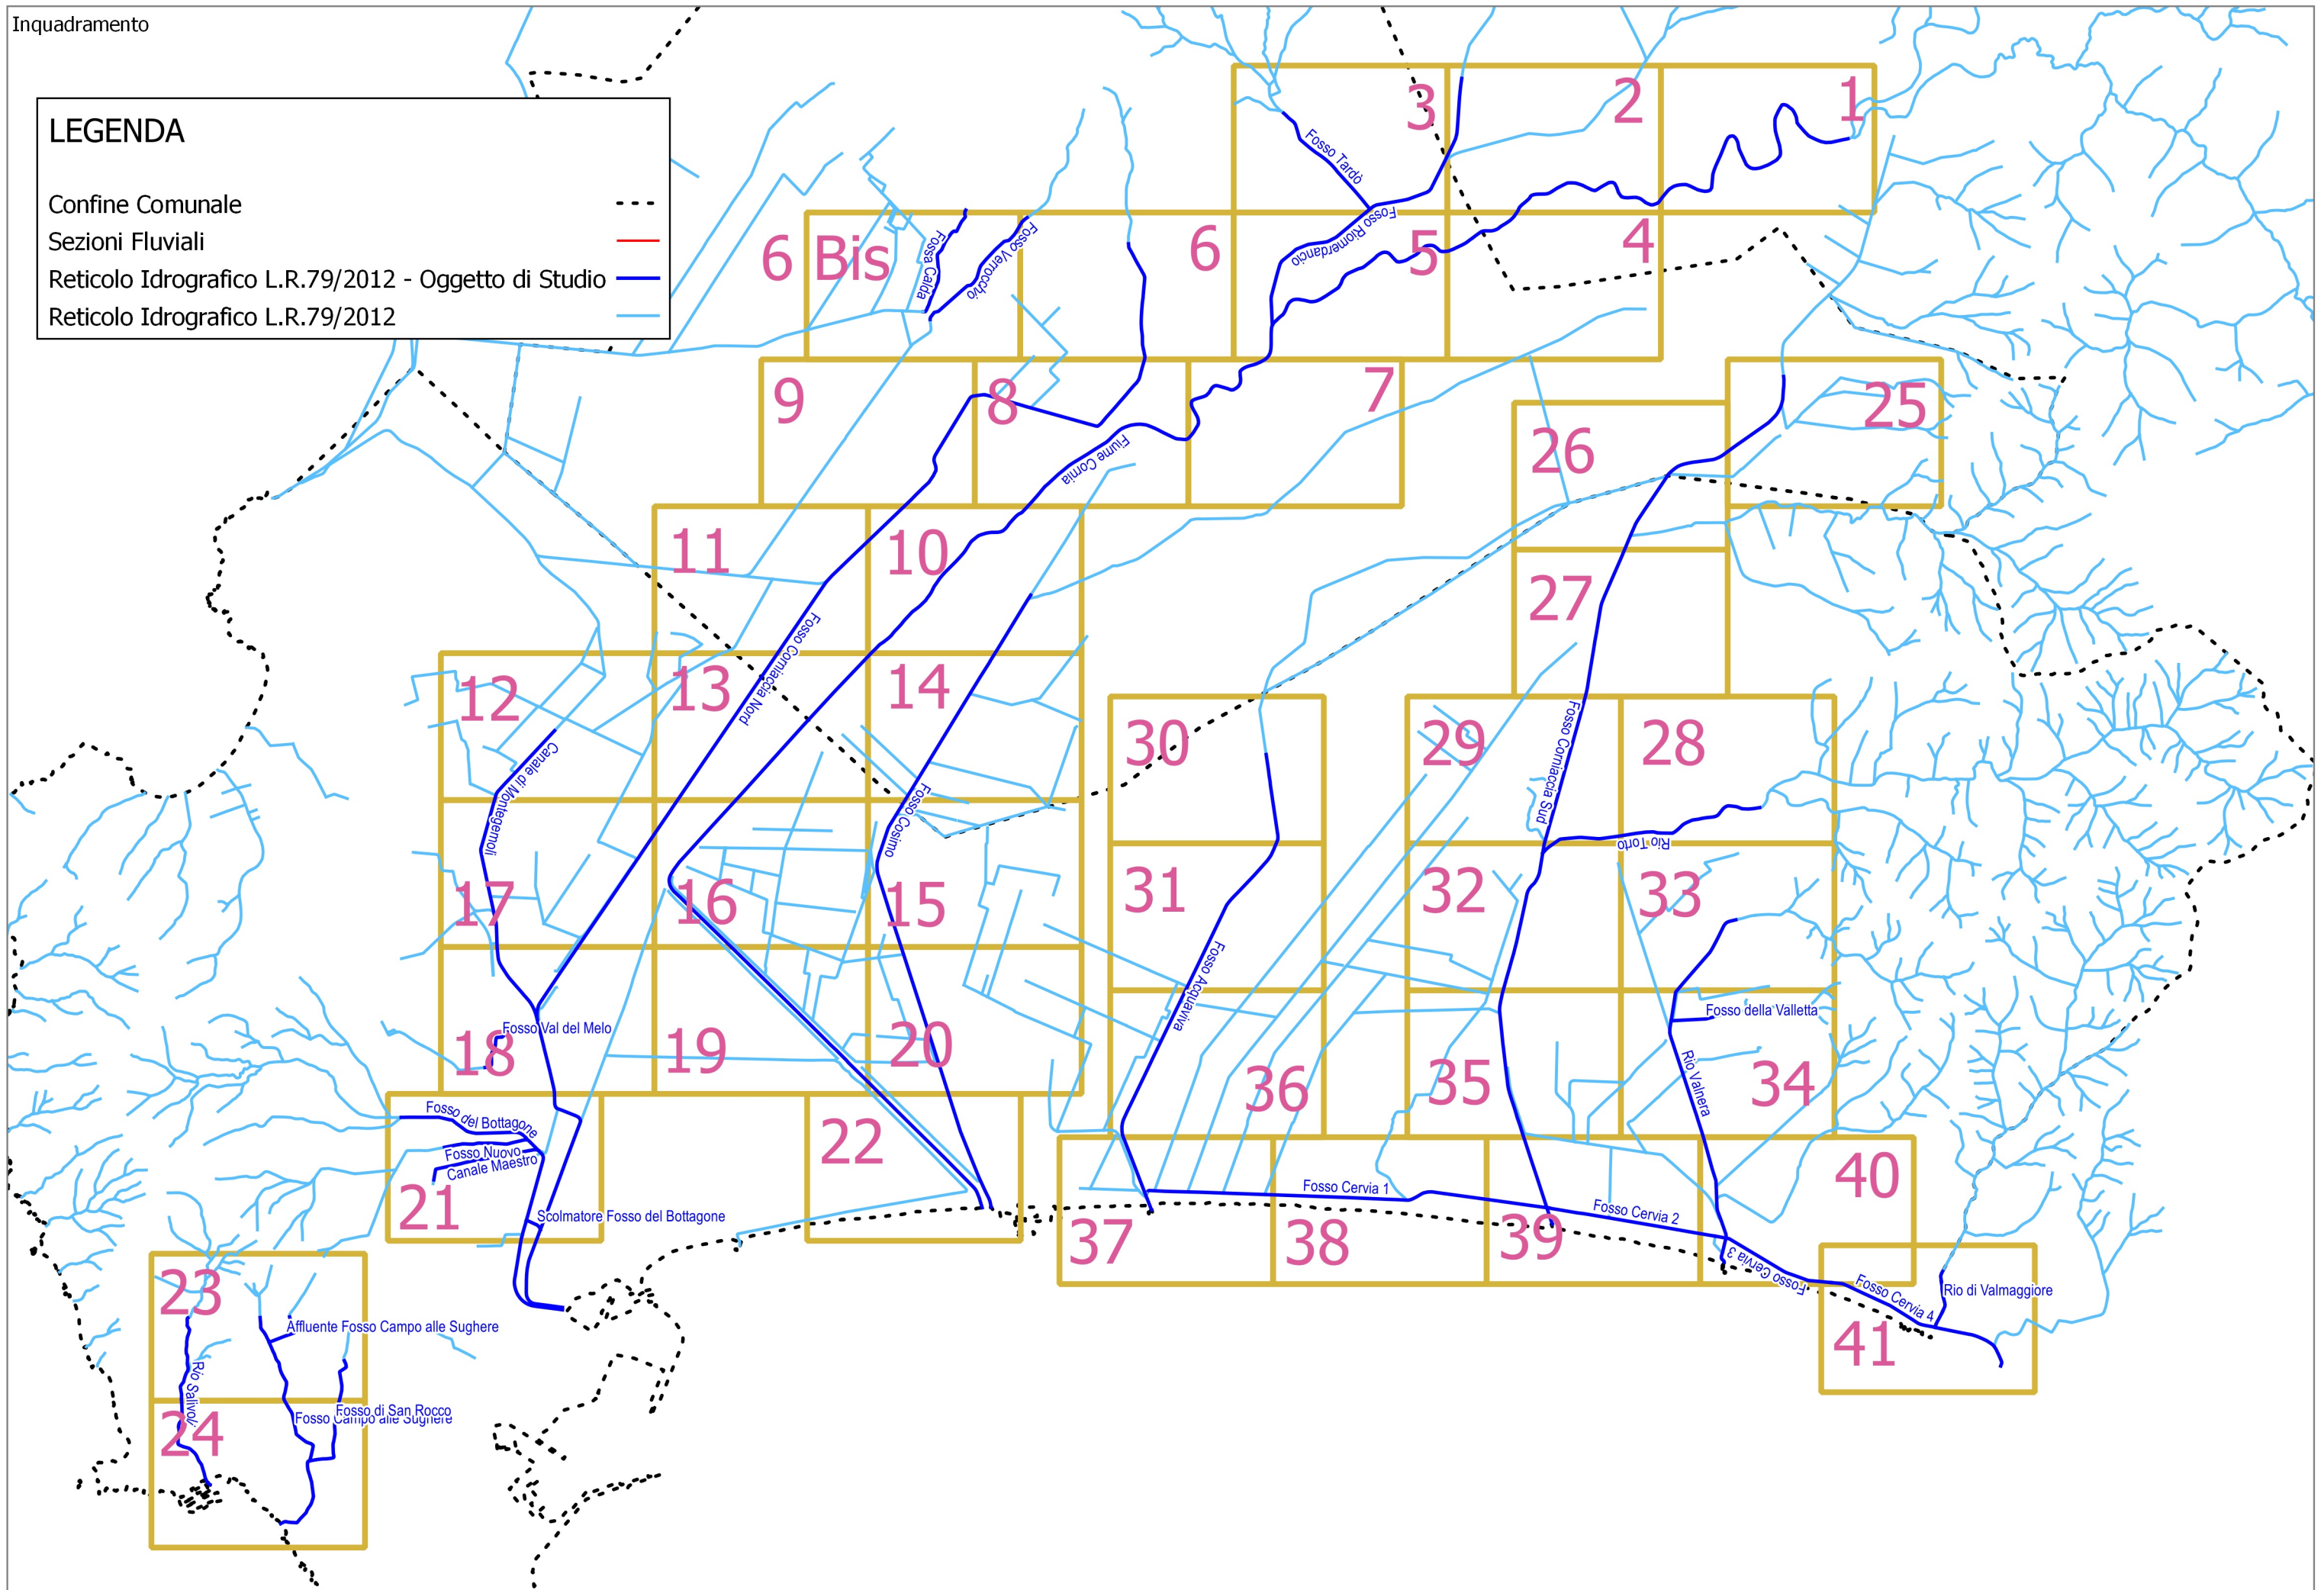 Inquadramento
LEGENDA
Confine Comunale
Sezioni Fluviali
Reticolo Idrografico L.R.79/2012 - Oggetto di Studio
Reticolo Idrografico L.R.79/2012
3
2
1
Fosso Tardò
Fosso Riomerdancio
6 Bis
Fossa Calda
Fosso Verrocchio
6
5
4
9
8
7
Fiume Cornia
26
25
11
10
27
12
13
14
Fosso Corniaccia Nord
Canale di Montegemoli
30
29
28
Fosso Corniaccia Sud
Fosso Cosimo
Rio Torto
17
16
15
31
32
33
Fosso Acquaviva
Fosso della Valletta
Fosso Val del Melo
18
19
20
36
35
34
Rio Valnera
Fosso del Bottagone
Fosso Nuovo
Canale Maestro
21
22
Scolmatore Fosso del Bottagone
Fosso Cervia 1
Fosso Cervia 2
40
37
38
39
Fosso Cervia 3
Fosso Cervia 4
Rio di Valmaggiore
41
23
Affluente Fosso Campo alle Sughere
Rio Salivoli
24
Fosso di San Rocco
Fosso Campo alle Sughere